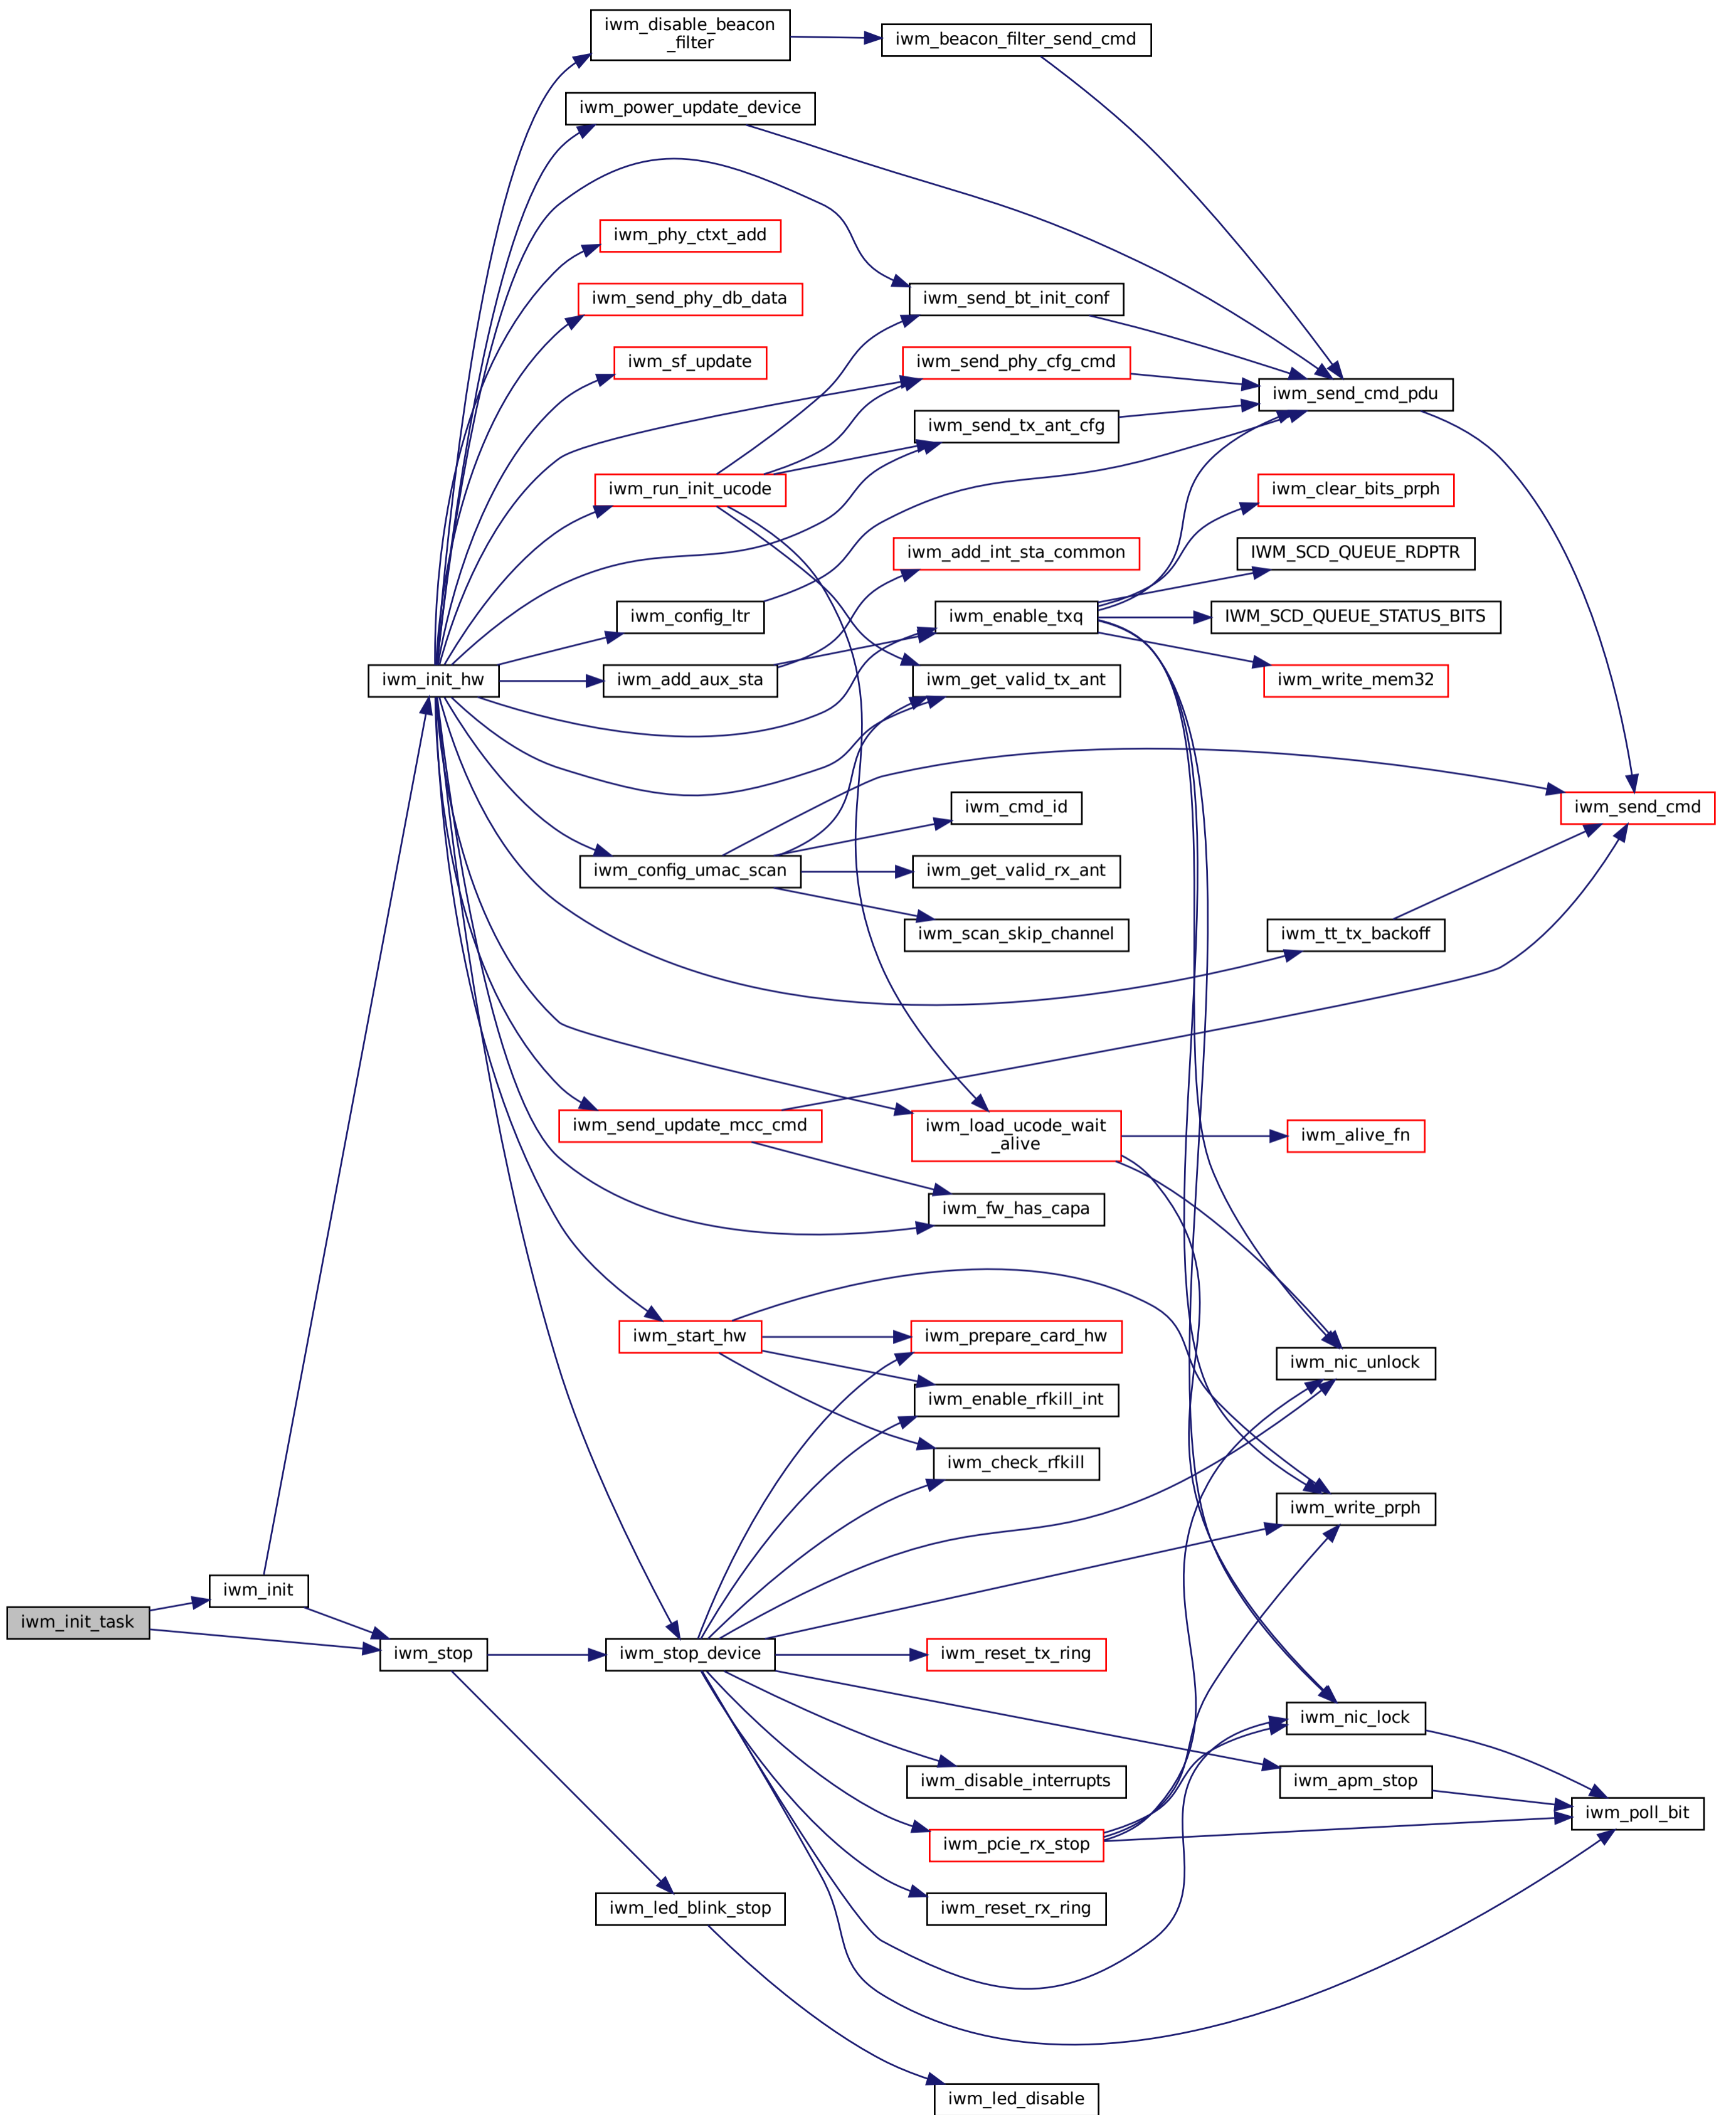 iwm_disable_beacon
_filter
iwm_beacon_filter_send_cmd
iwm_power_update_device
iwm_phy_ctxt_add
iwm_send_phy_db_data
iwm_send_bt_init_conf
iwm_sf_update
iwm_send_phy_cfg_cmd
iwm_send_cmd_pdu
iwm_send_tx_ant_cfg
iwm_run_init_ucode
iwm_clear_bits_prph
iwm_add_int_sta_common
IWM_SCD_QUEUE_RDPTR
iwm_config_ltr
iwm_enable_txq
IWM_SCD_QUEUE_STATUS_BITS
iwm_init_hw
iwm_add_aux_sta
iwm_get_valid_tx_ant
iwm_write_mem32
iwm_cmd_id
iwm_send_cmd
iwm_config_umac_scan
iwm_get_valid_rx_ant
iwm_scan_skip_channel
iwm_tt_tx_backoff
iwm_send_update_mcc_cmd
iwm_load_ucode_wait
_alive
iwm_alive_fn
iwm_fw_has_capa
iwm_start_hw
iwm_prepare_card_hw
iwm_nic_unlock
iwm_enable_rfkill_int
iwm_check_rfkill
iwm_write_prph
iwm_init
iwm_init_task
iwm_stop
iwm_stop_device
iwm_reset_tx_ring
iwm_nic_lock
iwm_disable_interrupts
iwm_apm_stop
iwm_poll_bit
iwm_pcie_rx_stop
iwm_led_blink_stop
iwm_reset_rx_ring
iwm_led_disable